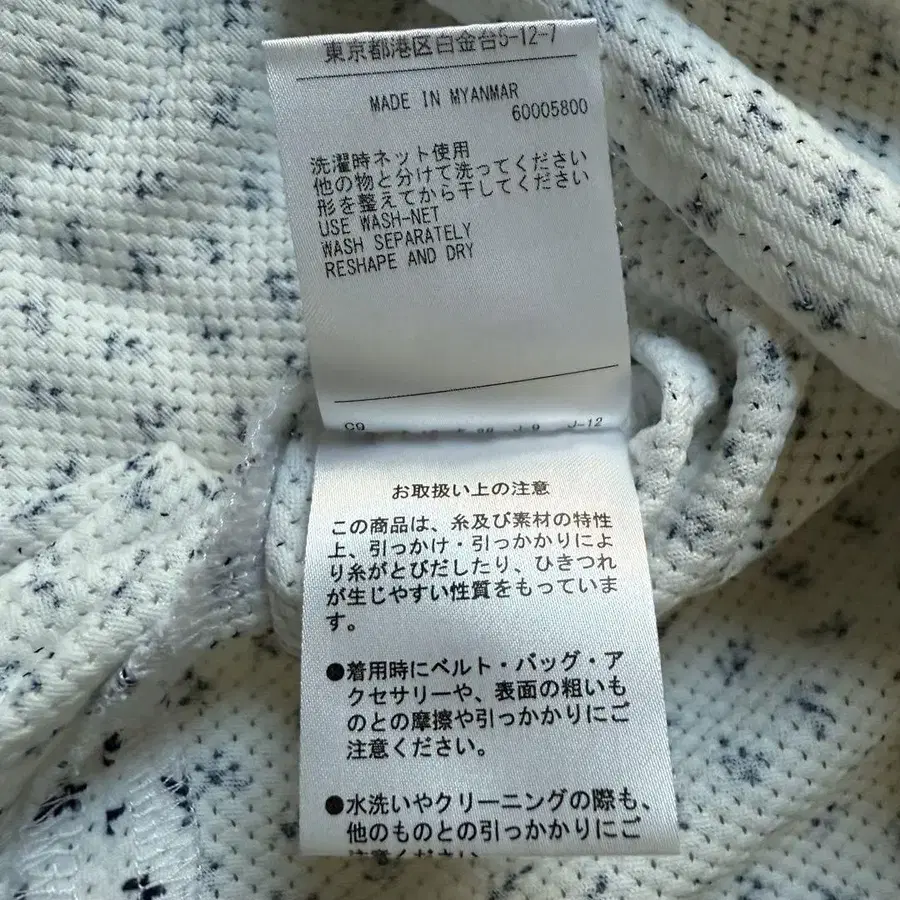 東京都港区白金台5-12-7
MADE IN MYANMAR
60005800
洗濯時ネット使用
他の物と分けて洗ってください
形を整えてから干してください
USE WASH-NET
WASH SEPARATELY
RESHAPE AND DRY
C9 J-9 J-12
お取扱い上の注意
この商品は、糸及び素材の特性
上、引っかけ・引っかかりによ
り糸がとびだしたり、ひきつれ
が生じやすい性質をもっていま
す。
●着用時にベルト・バッグ・ア
クセサリーや、表面の粗いも
のとの摩擦や引っかかりにご
注意ください。
●水洗いやクリーニングの際も、
他のものとの引っかかりにご
注意ください。